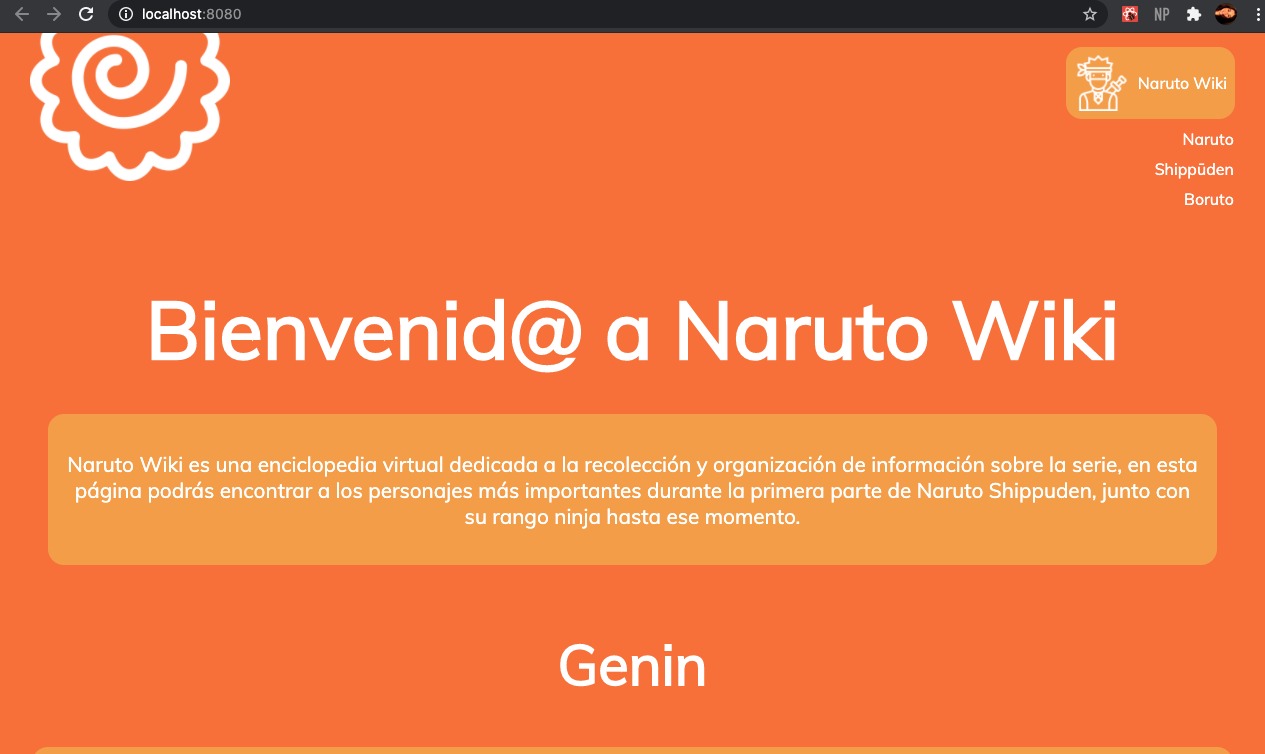 localhost:8080
NP
Naruto Wiki
Naruto
Shippūden
Boruto
Bienvenid@ a Naruto Wiki
Naruto Wiki es una enciclopedia virtual dedicada a la recolección y organización de información sobre la serie, en esta
página podrás encontrar a los personajes más importantes durante la primera parte de Naruto Shippuden, junto con
su rango ninja hasta ese momento.
Genin